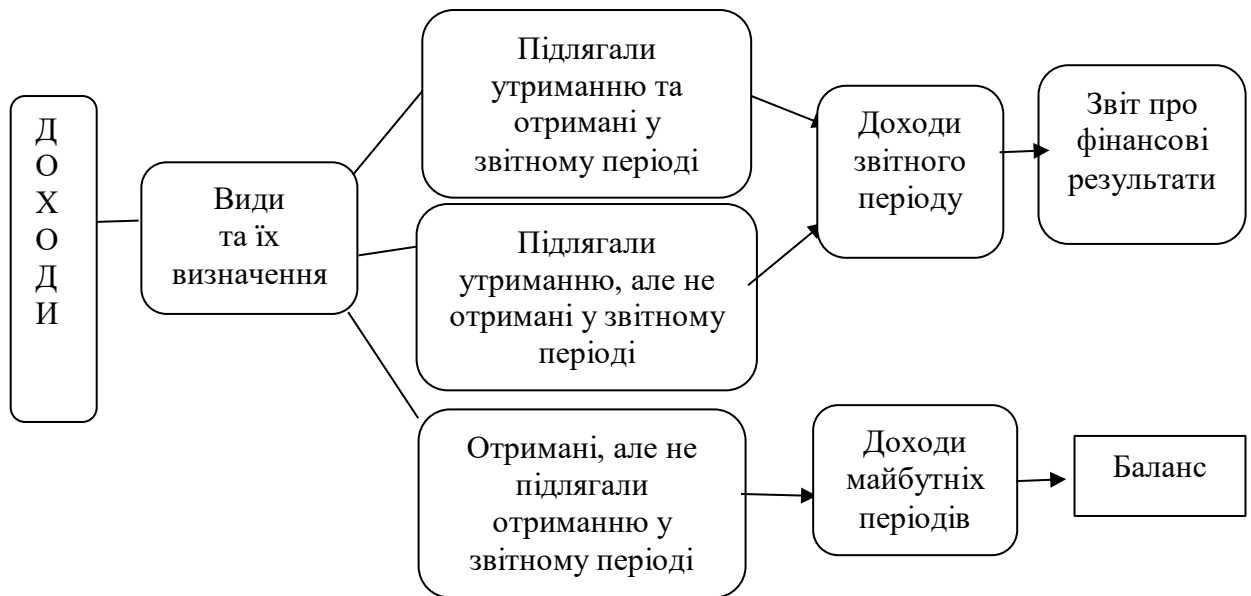 ДОХОДИ
Види
та їх
визначення
Підлягали
утриманню та
отримані у
звітному періоді
Підлягали
утриманню, але не
отримані у звітному
періоді
Отримані, але не
підлягали
отриманню у
звітному періоді
Доходи
звітного
періоду
Звіт про
фінансові
результати
Доходи
майбутніх
періодів
Баланс